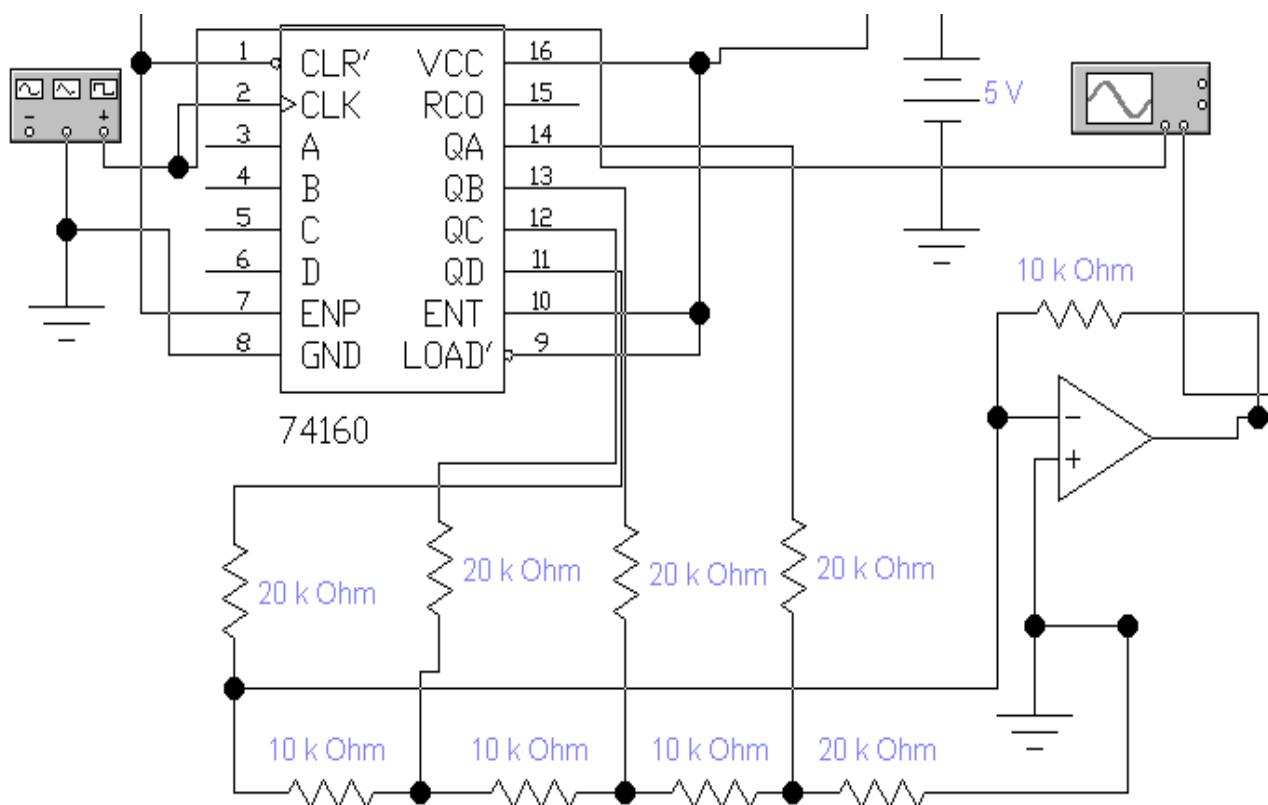 1 CLR' VCC 16
2 CLK RCO 15
3 A QA 14
4 B QB 13
5 C QC 12
6 D QD 11
7 ENP ENT 10
8 GND LOAD' 9
74160
- +
5 V
10 k Ohm
- 
+
20 k Ohm
20 k Ohm
20 k Ohm
20 k Ohm
10 k Ohm
10 k Ohm
10 k Ohm
20 k Ohm